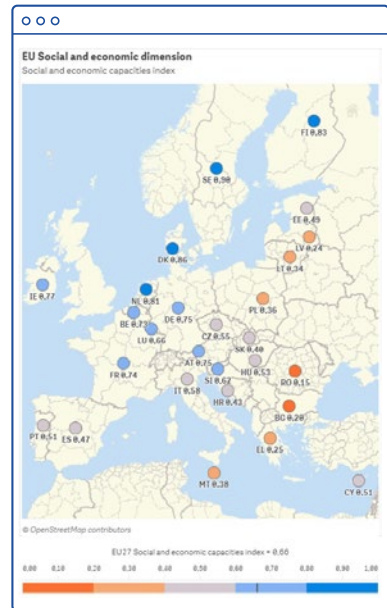 EU Social and economic dimension
Social and economic capacities index
FI 0,83
SE 0,90
EE 0,49
LV 0,24
LT 0,34
DK 0,86
IE 0,77
NL 0,81
PL 0,36
BE 0,73
DE 0,75
LU 0,66
CZ 0,55
SK 0,40
FR 0,74
AT 0,75
HU 0,53
SI 0,62
RO 0,15
IT 0,58
HR 0,43
BG 0,20
PT 0,51
ES 0,47
EL 0,25
MT 0,38
CY 0,51
© OpenStreetMap contributors
EU27 Social and economic capacities index = 0,66
0,00 0,10 0,20 0,30 0,40 0,50 0,60 0,70 0,80 0,90 1,00